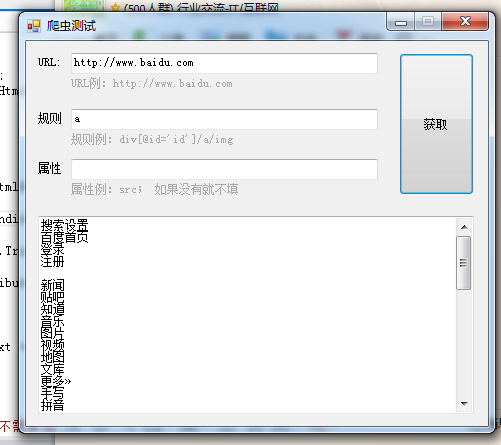 (500人群) 行业交流-IT/互联网
爬虫测试
URL: http://www.baidu.com
URL例: http://www.baidu.com
规则 a
规则例: div[@id='id']/a/img
获取
属性
属性例: src; 如果没有就不填
搜索设置
百度首页
登录
注册
新闻
贴吧
知道
音乐
图片
视频
地图
文库
更多»
手写
拼音
;
Htm
tml
ndi
.Tr
ibu
xt
不需